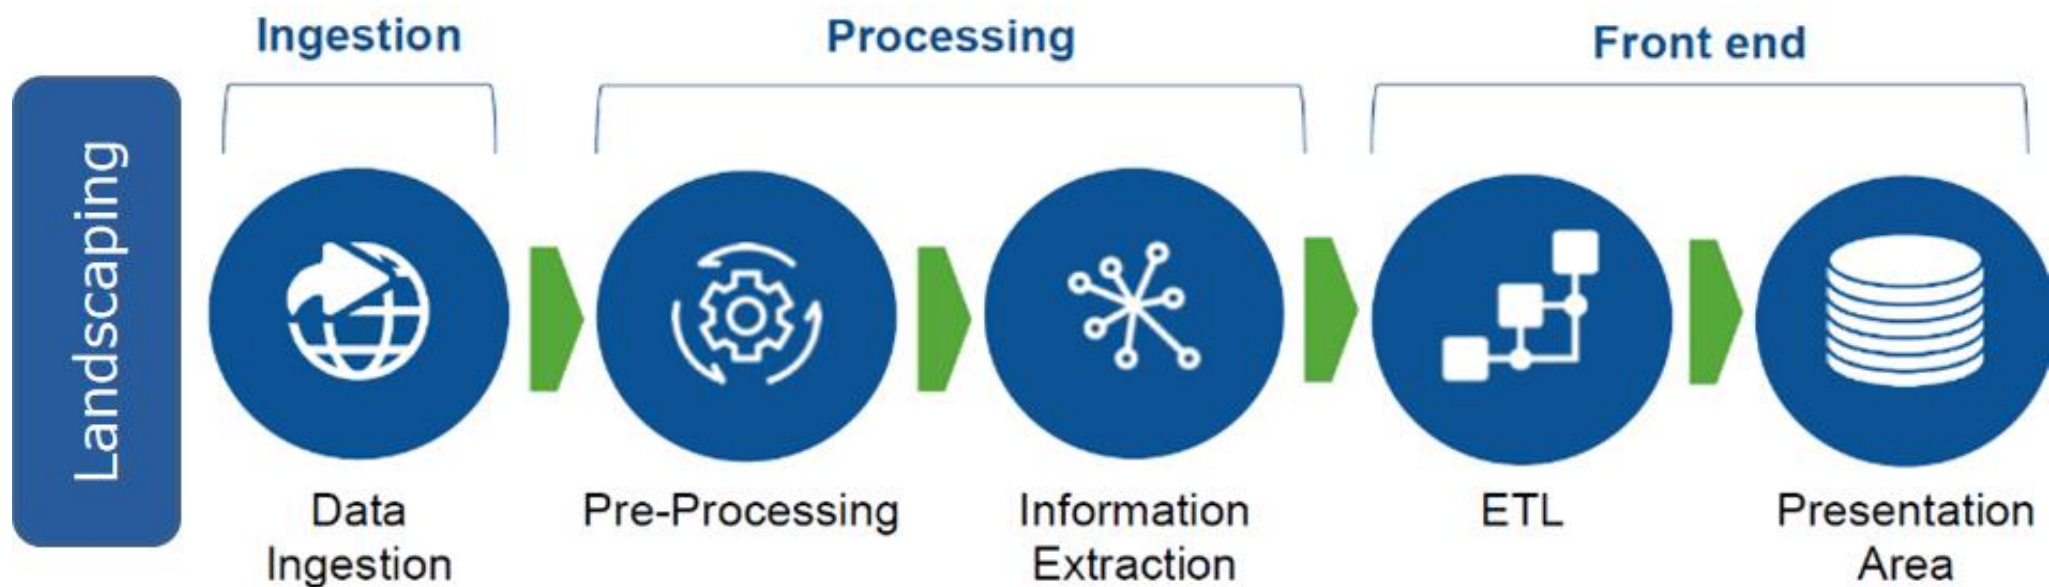 Ingestion
Processing
Front end
Landscaping
Data
Ingestion
Pre-Processing
Information
Extraction
ETL
Presentation
Area